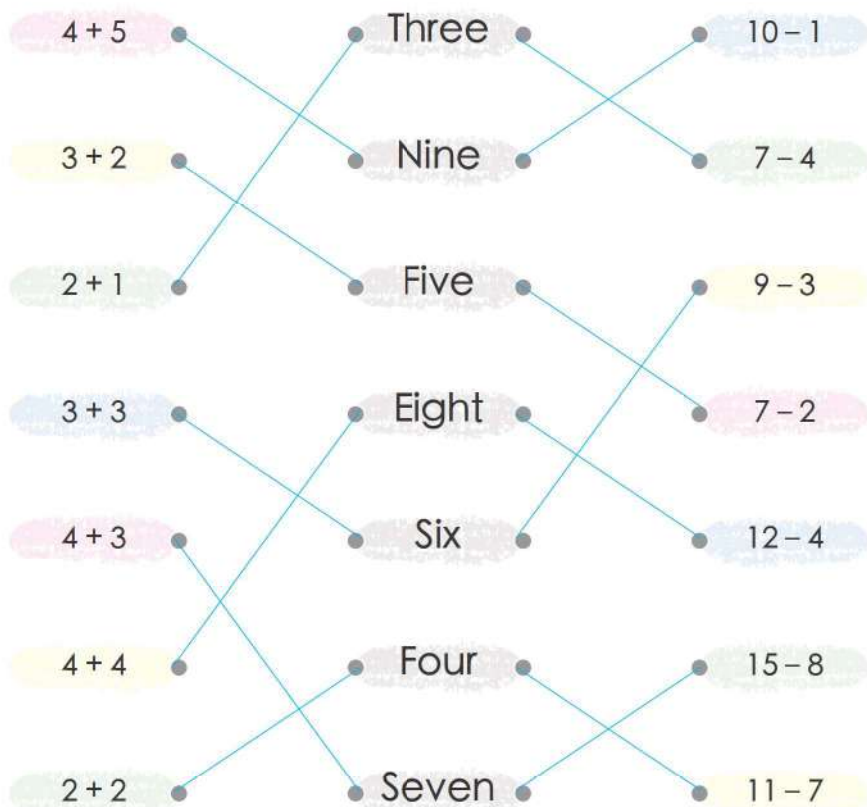 4 + 5 Three 10 – 1
3 + 2 Nine 7 – 4
2 + 1 Five 9 – 3
3 + 3 Eight 7 – 2
4 + 3 Six 12 – 4
4 + 4 Four 15 – 8
2 + 2 Seven 11 – 7